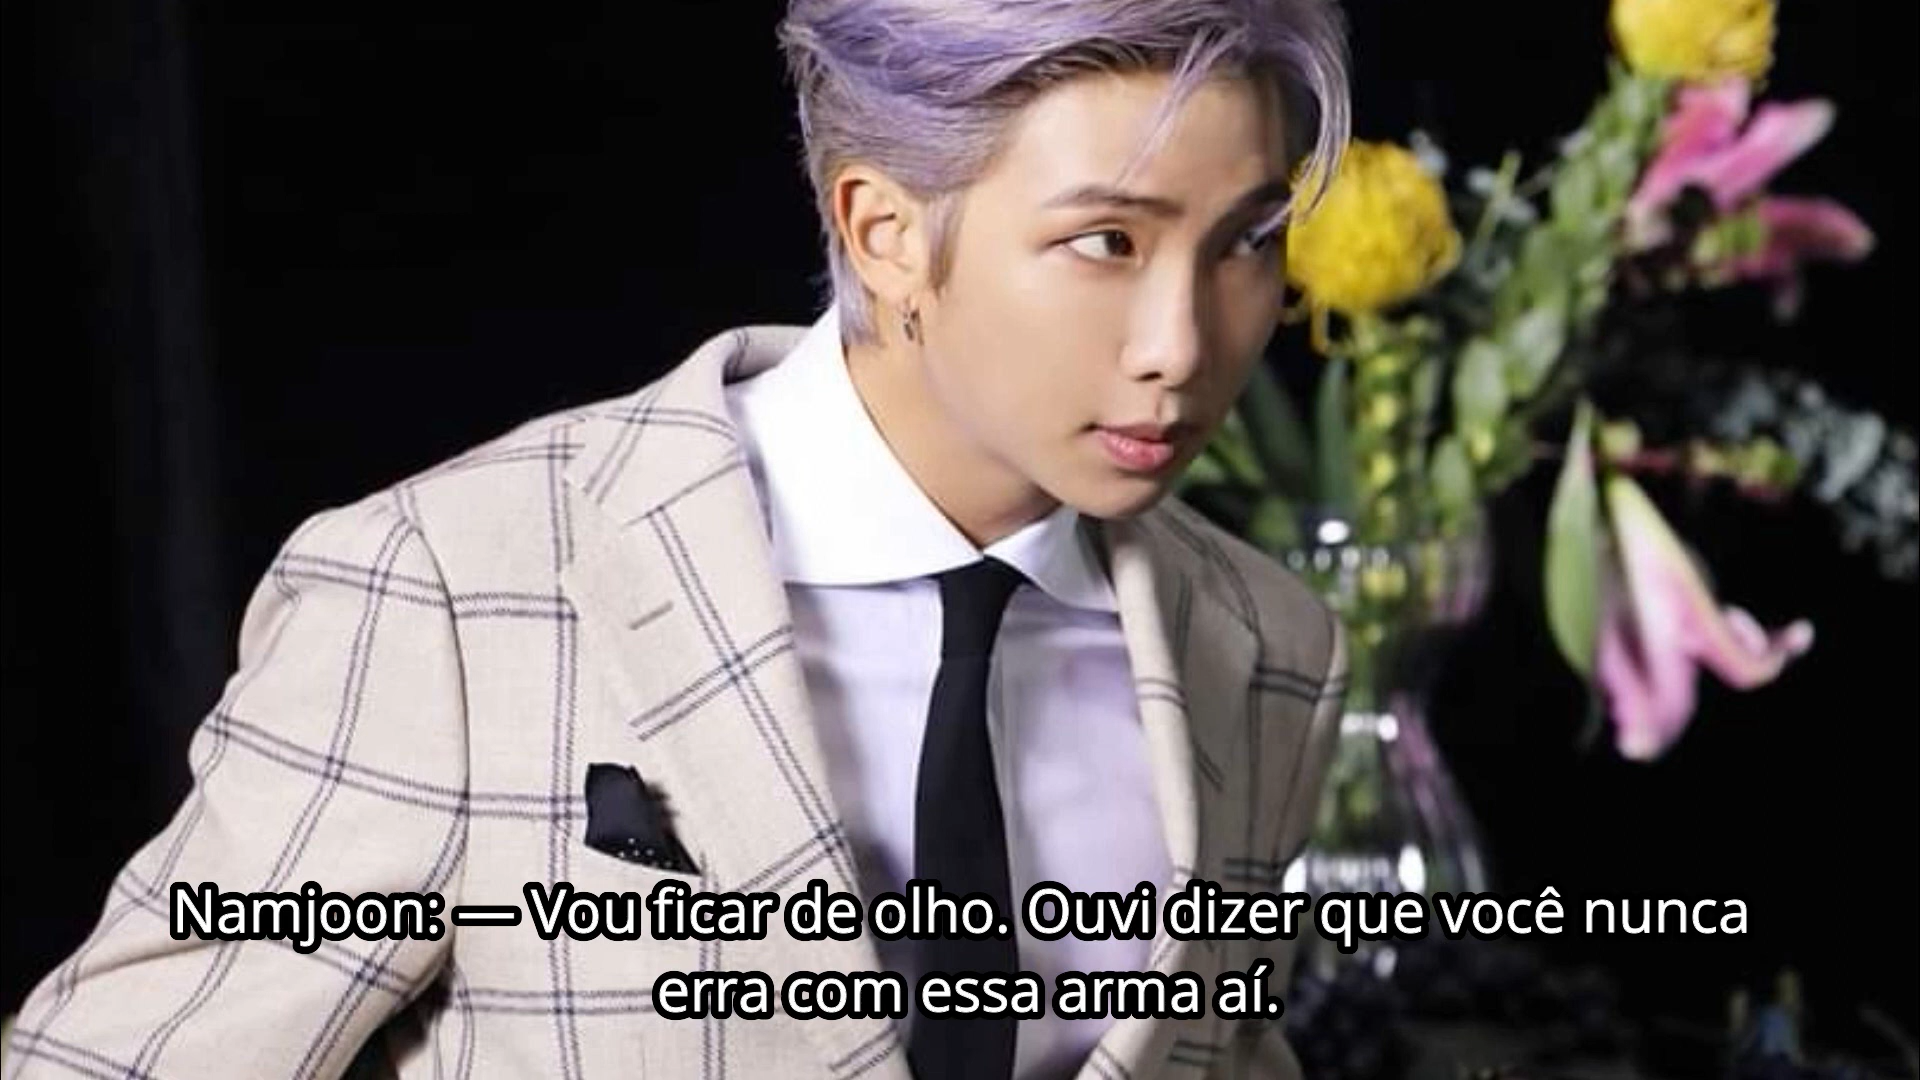 Namjoon: — Vou ficar de olho. Ouvi dizer que você nunca
erra com essa arma aí.